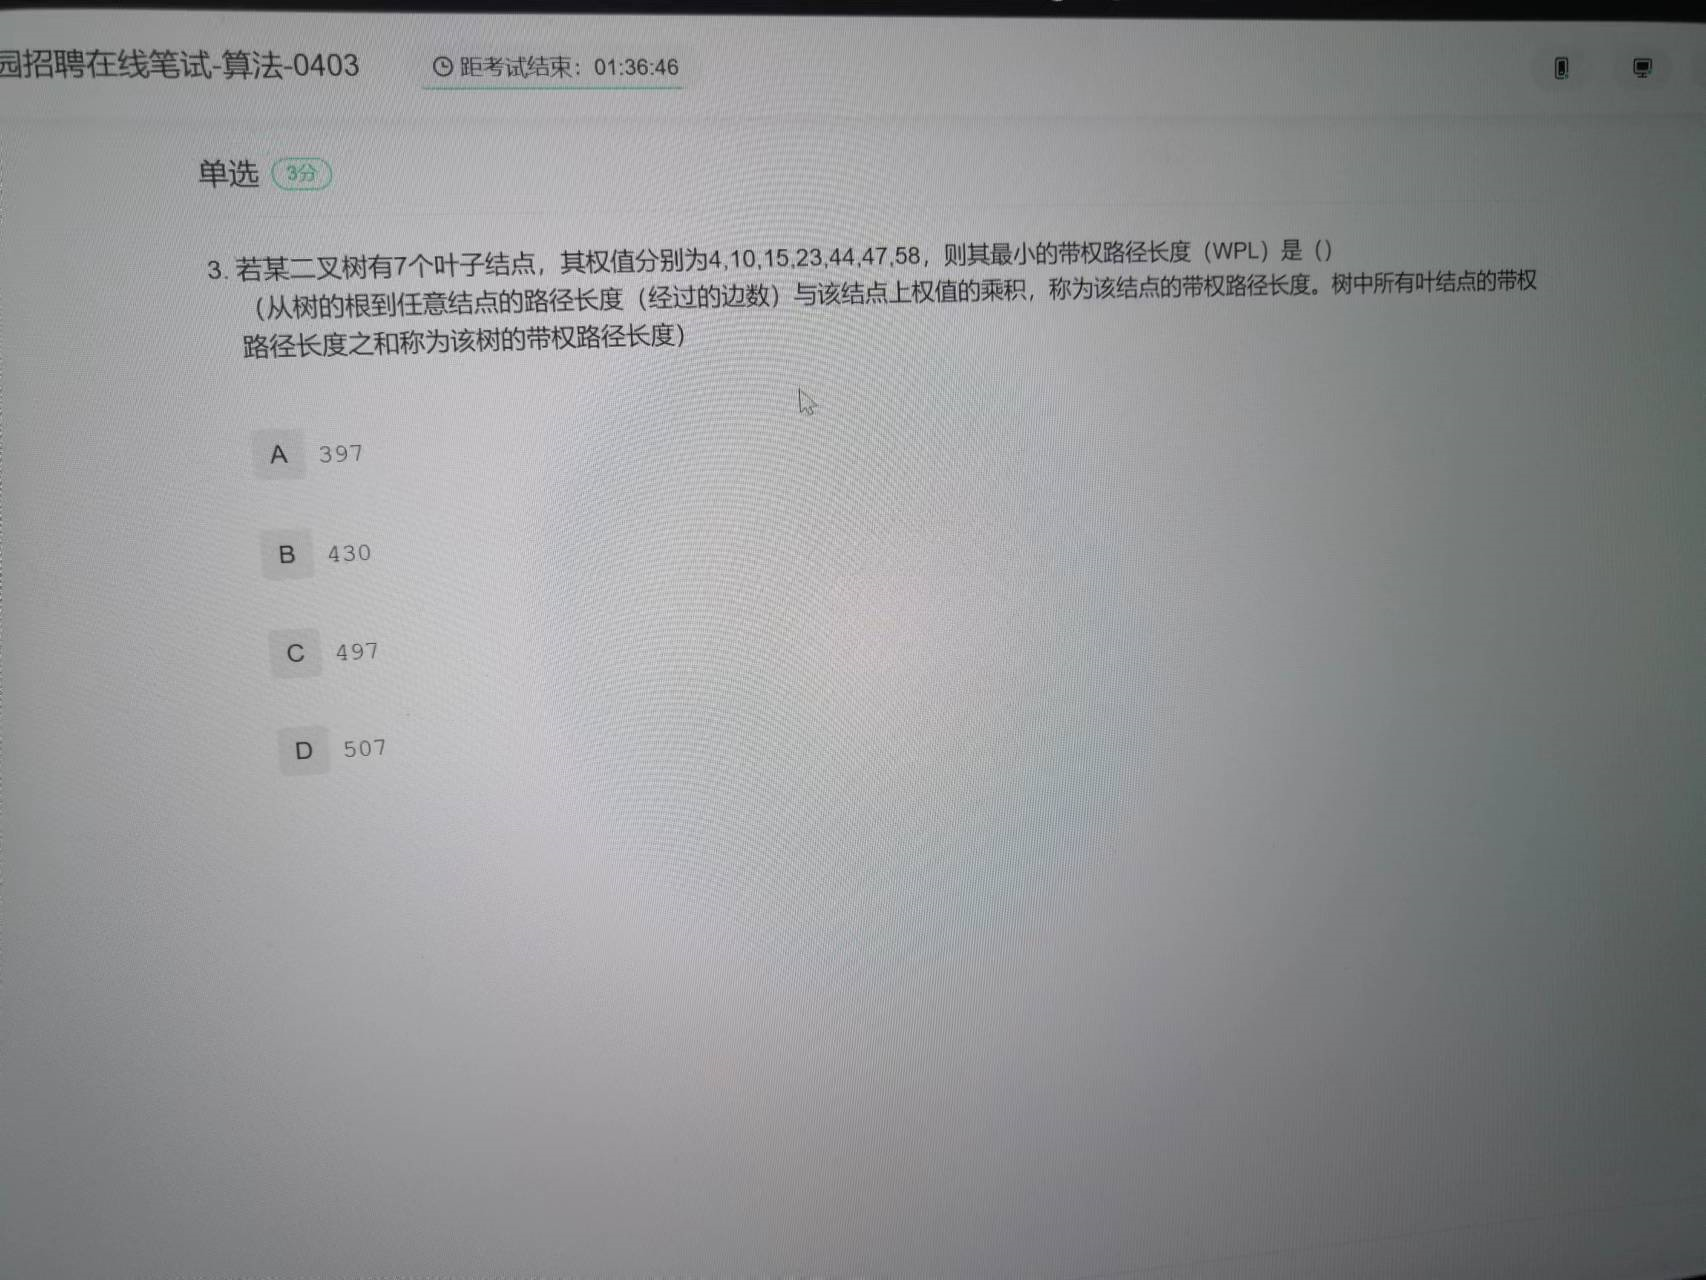 园招聘在线笔试-算法-0403
距考试结束：01:36:46
单选 3分
3. 若某二叉树有7个叶子结点，其权值分别为4,10,15,23,44,47,58，则其最小的带权路径长度（WPL）是（）
（从树的根到任意结点的路径长度（经过的边数）与该结点上权值的乘积，称为该结点的带权路径长度。树中所有叶结点的带权
路径长度之和称为该树的带权路径长度）
A 397
B 430
C 497
D 507